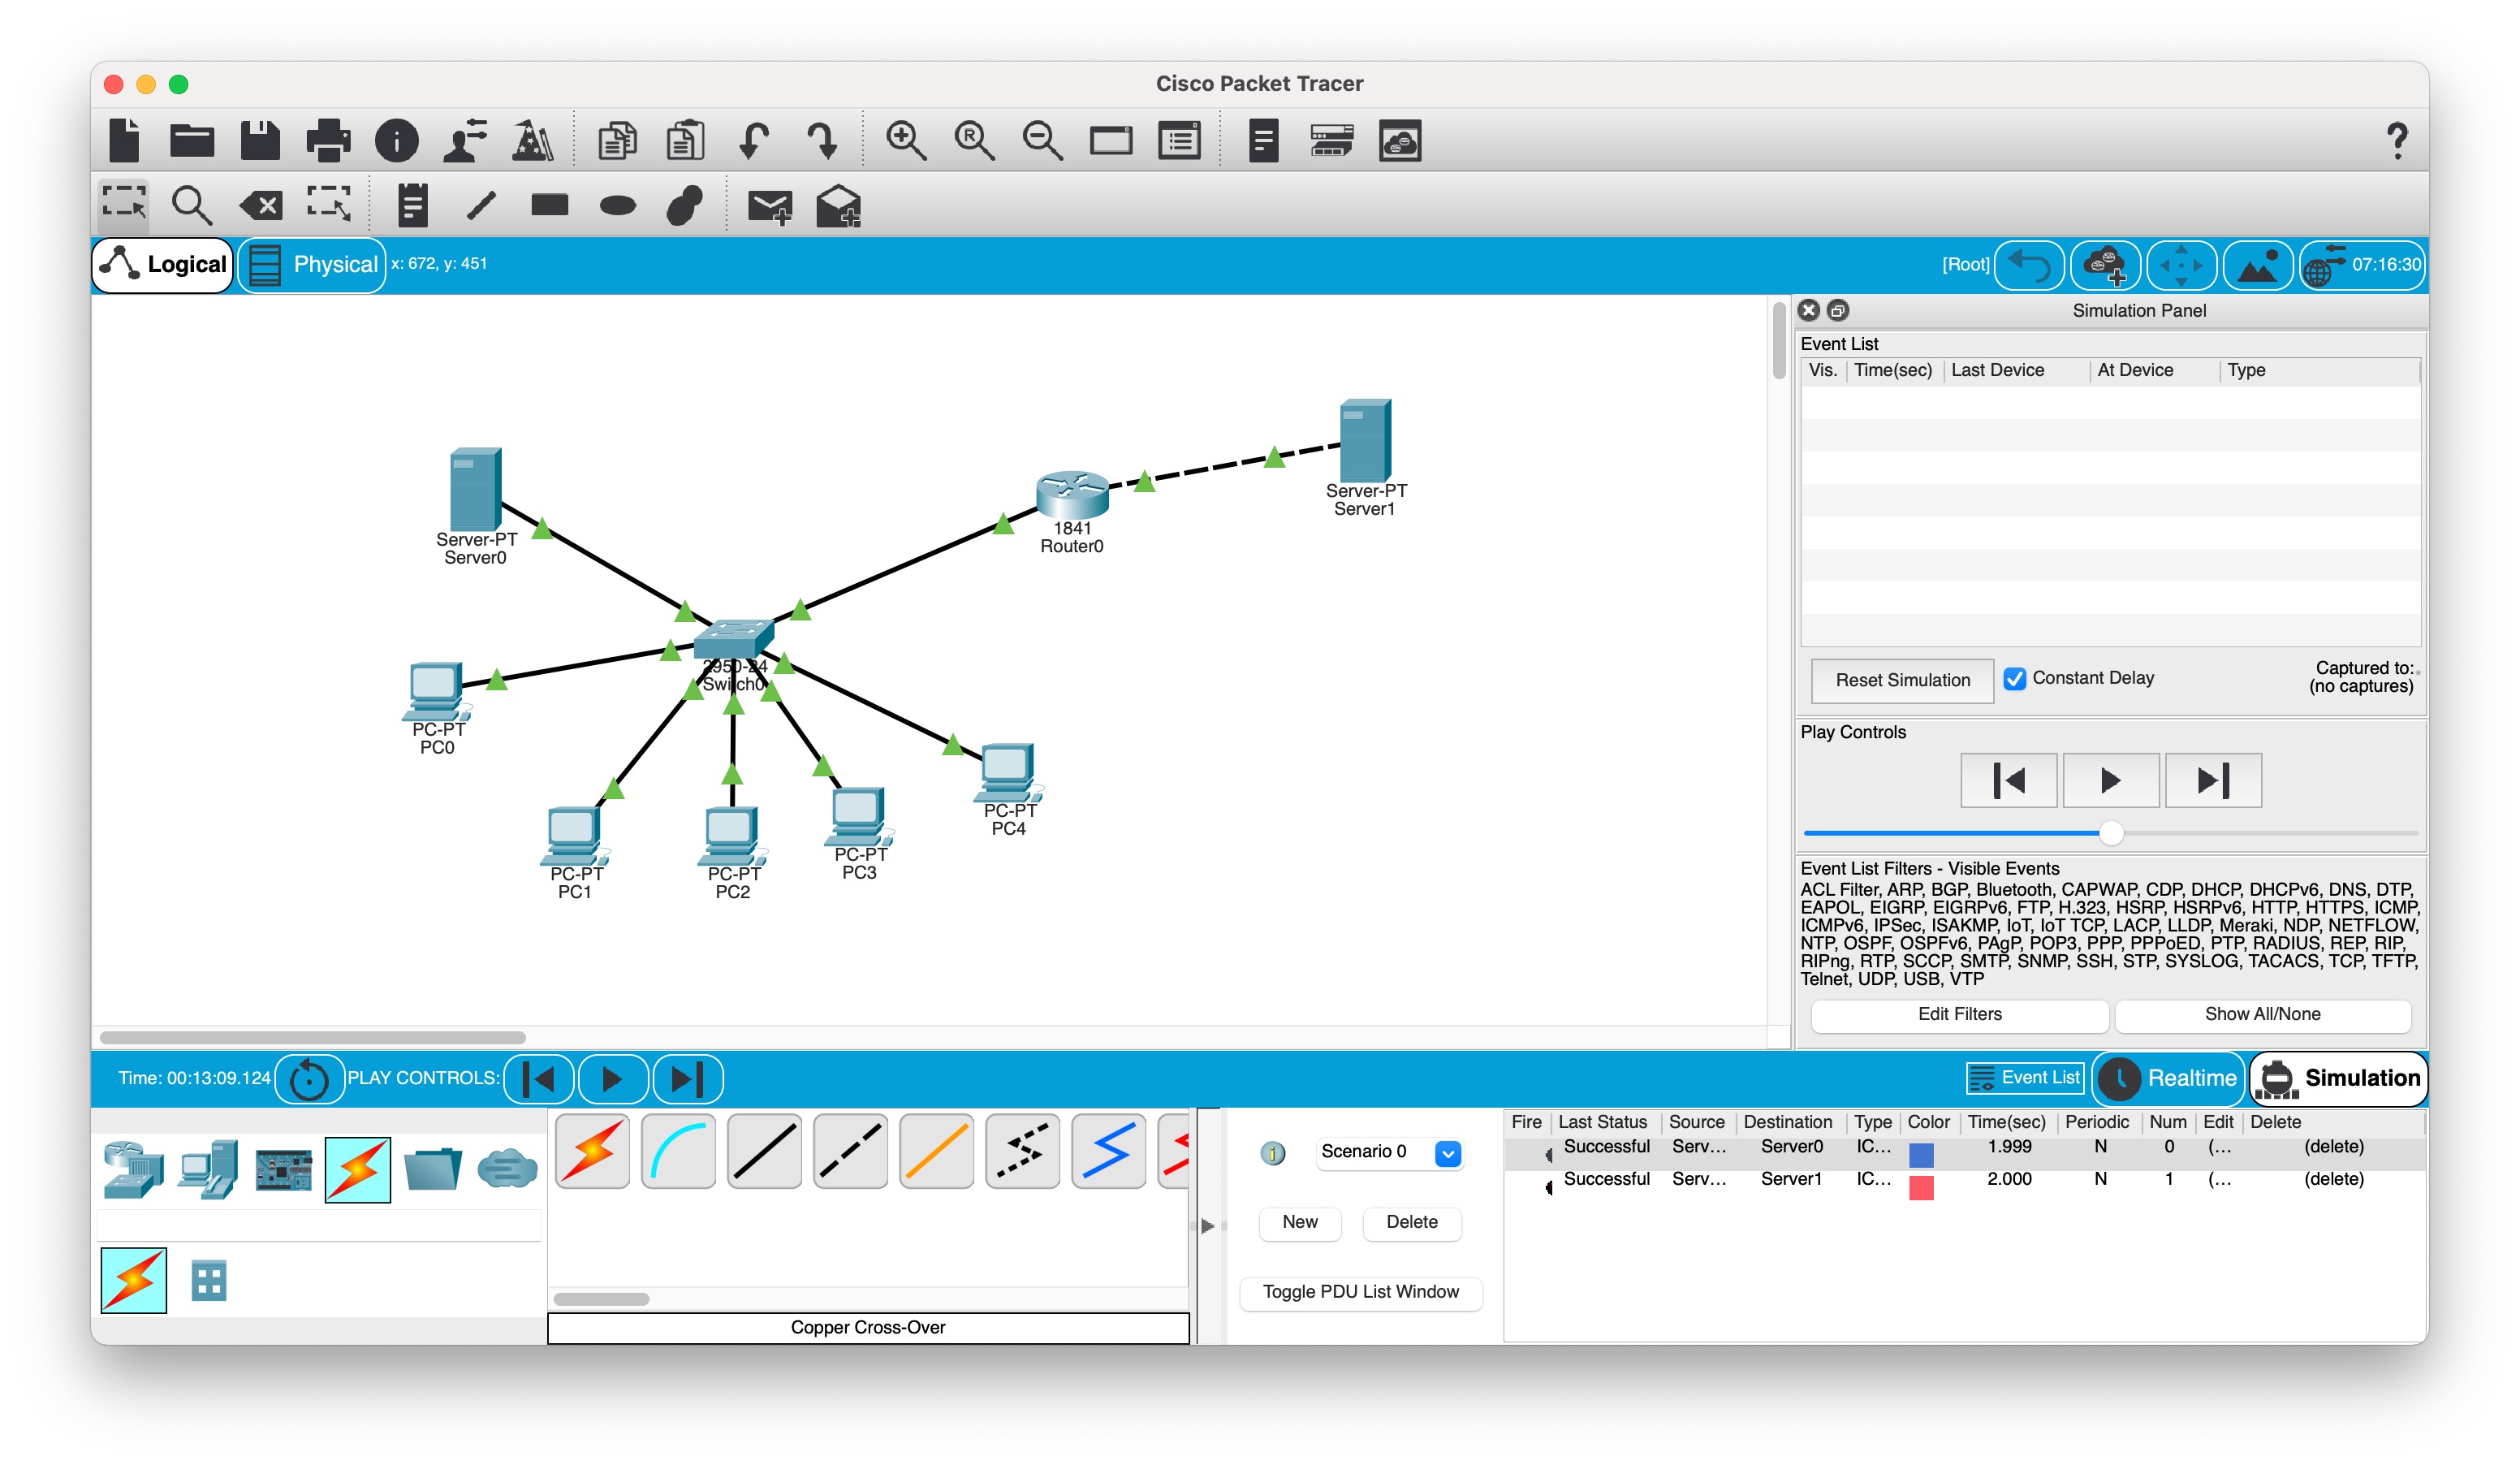 Cisco Packet Tracer
Logical
Physical
x: 672, y: 451
[Root]
07:16:30
Simulation Panel
Event List
Vis. Time(sec) Last Device At Device Type
Reset Simulation
Constant Delay
Captured to:
(no captures)
Play Controls
Event List Filters - Visible Events
ACL Filter, ARP, BGP, Bluetooth, CAPWAP, CDP, DHCP, DHCPv6, DNS, DTP,
EAPOL, EIGRP, EIGRPv6, FTP, H.323, HSRP, HSRPv6, HTTP, HTTPS, ICMP,
ICMPv6, IPSec, ISAKMP, IoT, IoT TCP, LACP, LLDP, Meraki, NDP, NETFLOW,
NTP, OSPF, OSPFv6, PAgP, POP3, PPP, PPPoED, PTP, RADIUS, REP, RIP,
RIPng, RTP, SCCP, SMTP, SNMP, SSH, STP, SYSLOG, TACACS, TCP, TFTP,
Telnet, UDP, USB, VTP
Edit Filters
Show All/None
Server-PT
Server1
1841
Router0
Server-PT
Server0
2950-24
Switch0
PC-PT
PC0
PC-PT
PC4
PC-PT
PC3
PC-PT
PC1
PC-PT
PC2
Time: 00:13:09.124
PLAY CONTROLS:
Event List
Realtime
Simulation
Scenario 0
New
Delete
Toggle PDU List Window
Copper Cross-Over
Fire Last Status Source Destination Type Color Time(sec) Periodic Num Edit Delete
Successful Serv... Server0 IC... 1.999 N 0 (... (delete)
Successful Serv... Server1 IC... 2.000 N 1 (... (delete)